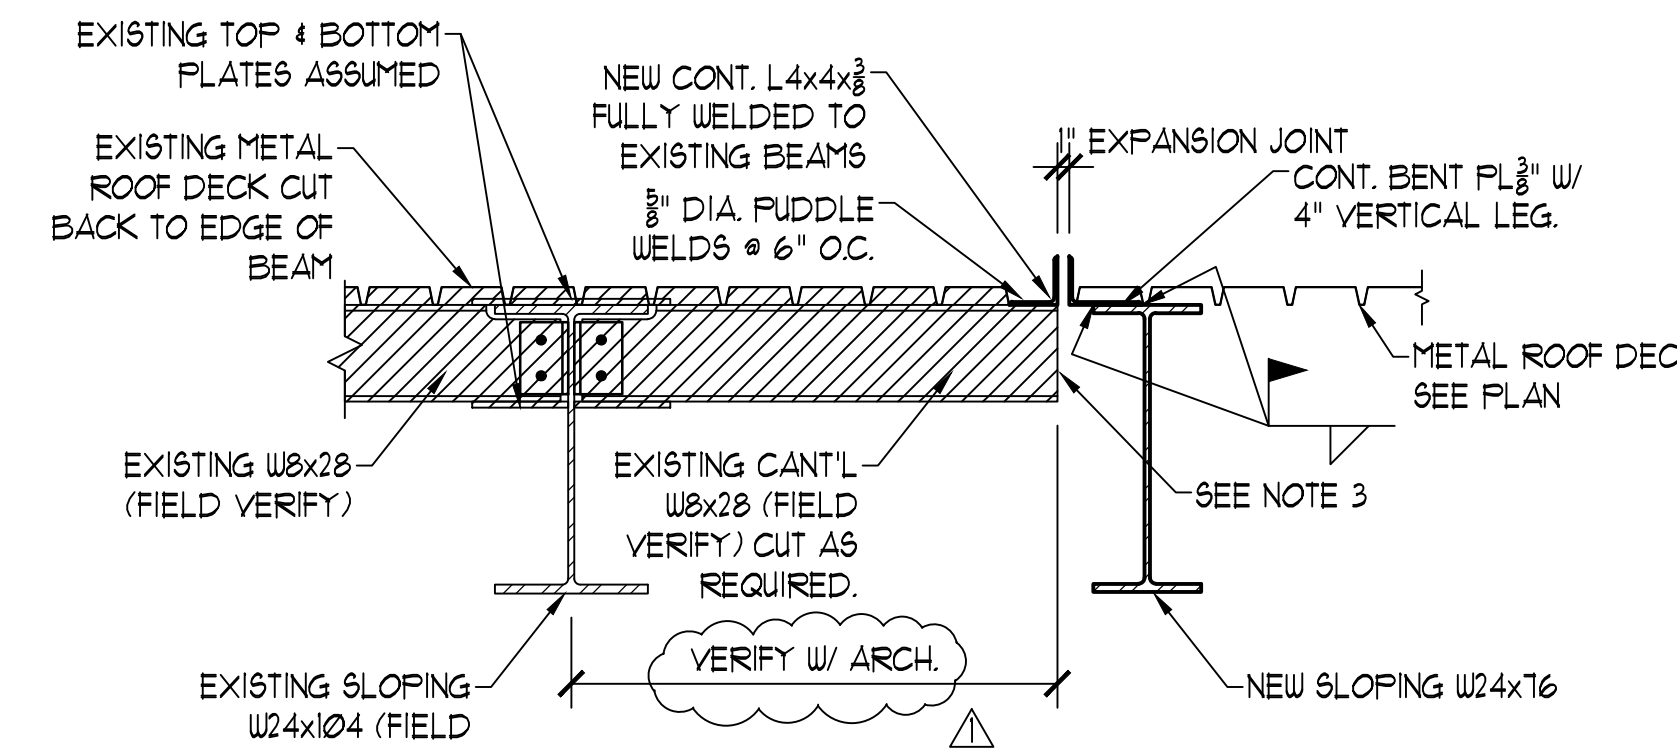 EXISTING TOP & BOTTOM
PLATES ASSUMED
NEW CONT. L4x4x3/8
FULLY WELDED TO
EXISTING BEAMS
1" EXPANSION JOINT
EXISTING METAL
ROOF DECK CUT
BACK TO EDGE OF
BEAM
CONT. BENT PL3/8" W/
4" VERTICAL LEG.
5/8" DIA. PUDDLE
WELDS @ 6" O.C.
METAL ROOF DEC
SEE PLAN
EXISTING W8x28
(FIELD VERIFY)
EXISTING CANT'L
W8x28 (FIELD
VERIFY) CUT AS
REQUIRED.
SEE NOTE 3
VERIFY W/ ARCH.
EXISTING SLOPING
W24x104 (FIELD
NEW SLOPING W24x76
1